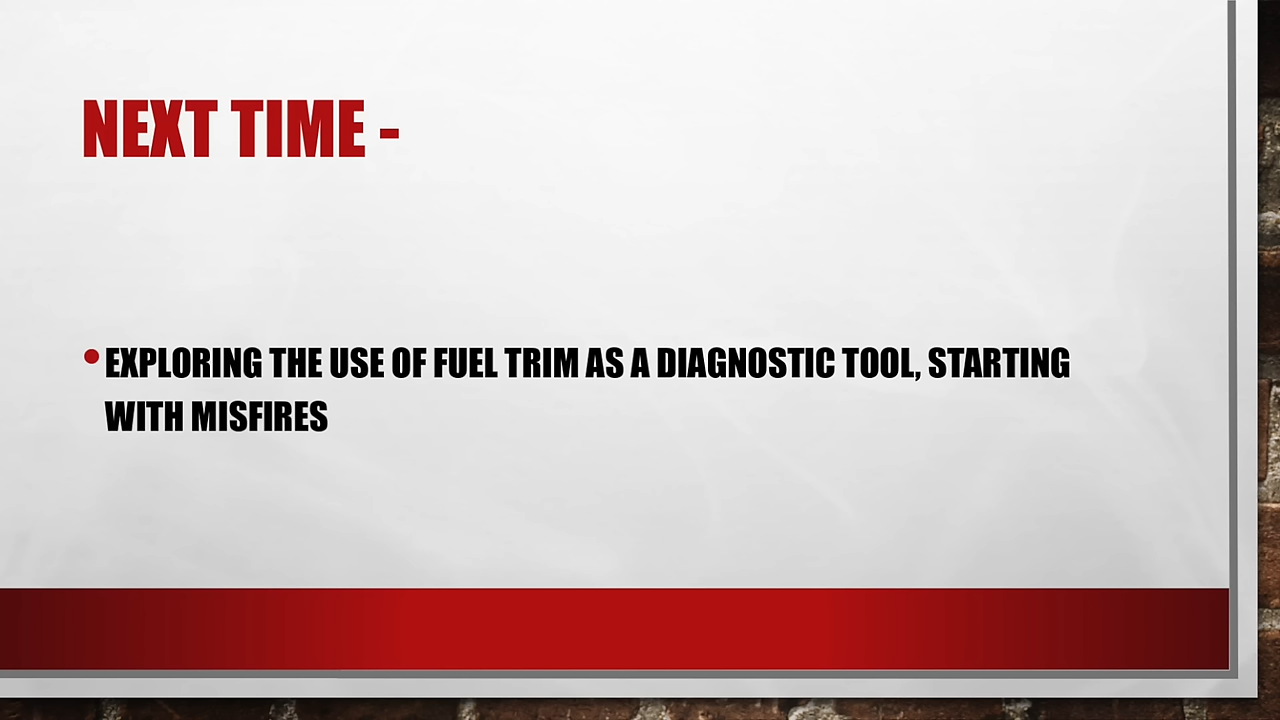 NEXT TIME -
• EXPLORING THE USE OF FUEL TRIM AS A DIAGNOSTIC TOOL, STARTING
WITH MISFIRES